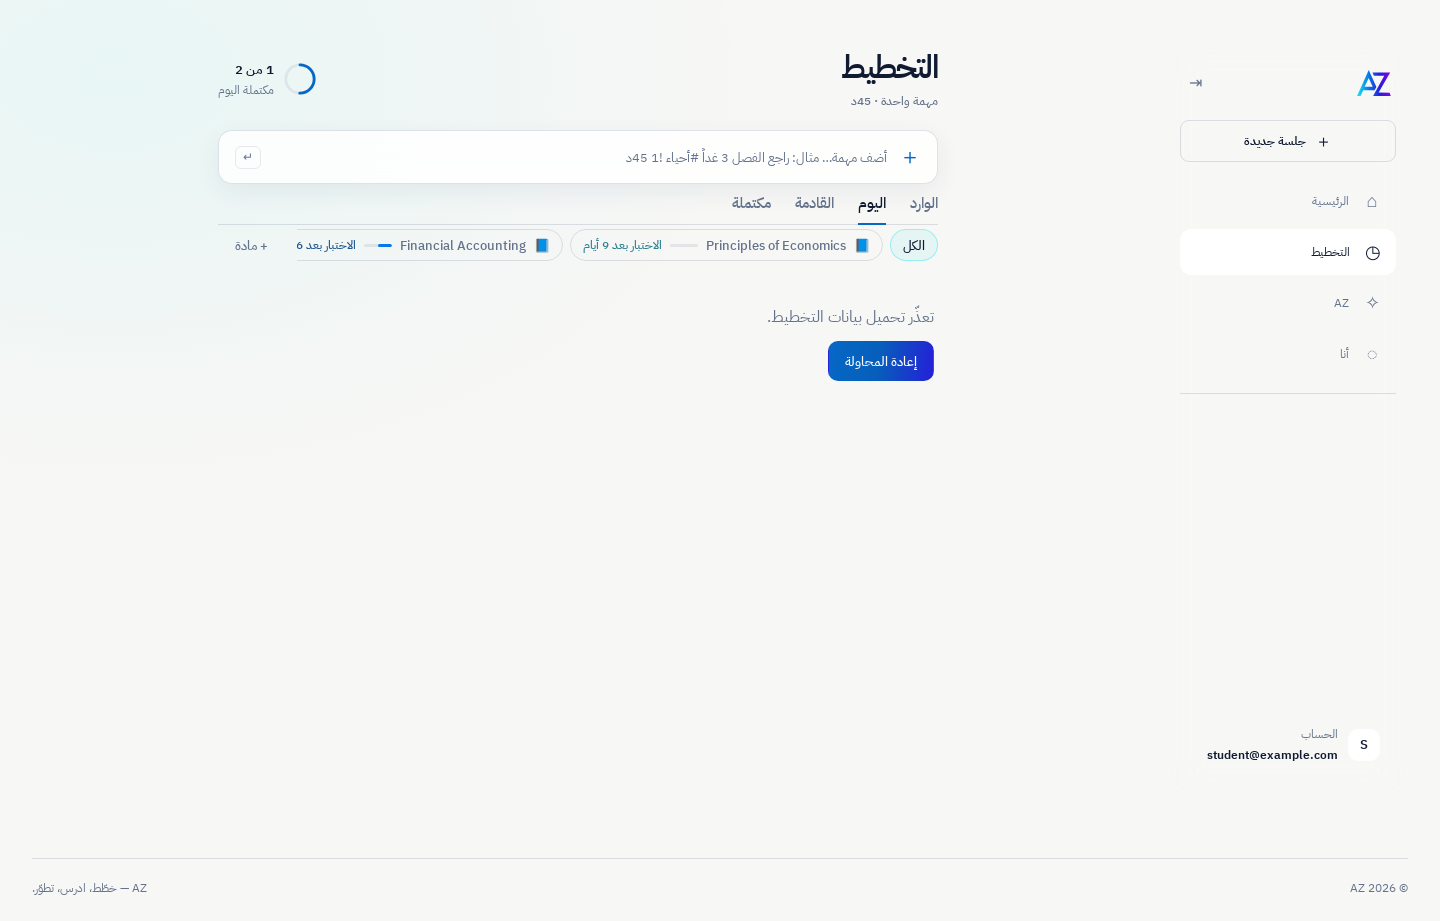 AZ
⇥
+ جلسة جديدة
الرئيسية
التخطيط
AZ
أنا
الحساب
S
student@example.com
التخطيط
مهمة واحدة · 45د
1 من 2
مكتملة اليوم
+ أضف مهمة… مثال: راجع الفصل 3 غداً #أحياء !1 45د
↵
الوارد اليوم القادمة مكتملة
الكل
📘 Principles of Economics الاختبار بعد 9 أيام
📘 Financial Accounting الاختبار بعد 6
+ مادة
تعذّر تحميل بيانات التخطيط.
إعادة المحاولة
© 2026 AZ
AZ — خطّط، ادرس، تطوّر.